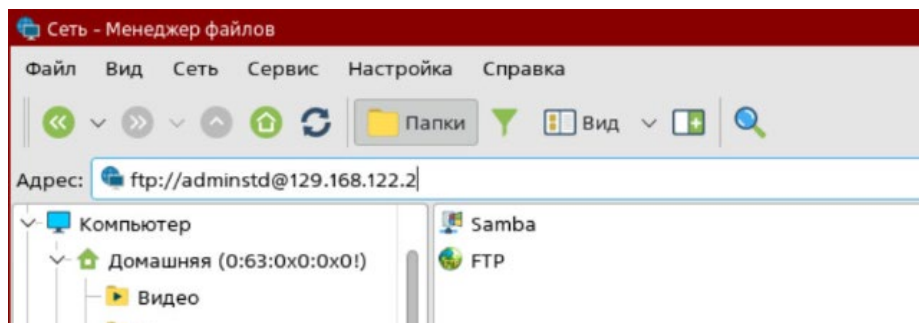 Сеть - Менеджер файлов
Файл Вид Сеть Сервис Настройка Справка
Папки Вид
Адрес: ftp://adminstd@129.168.122.2
Компьютер
Домашняя (0:63:0x0:0x0!)
Видео
Samba
FTP